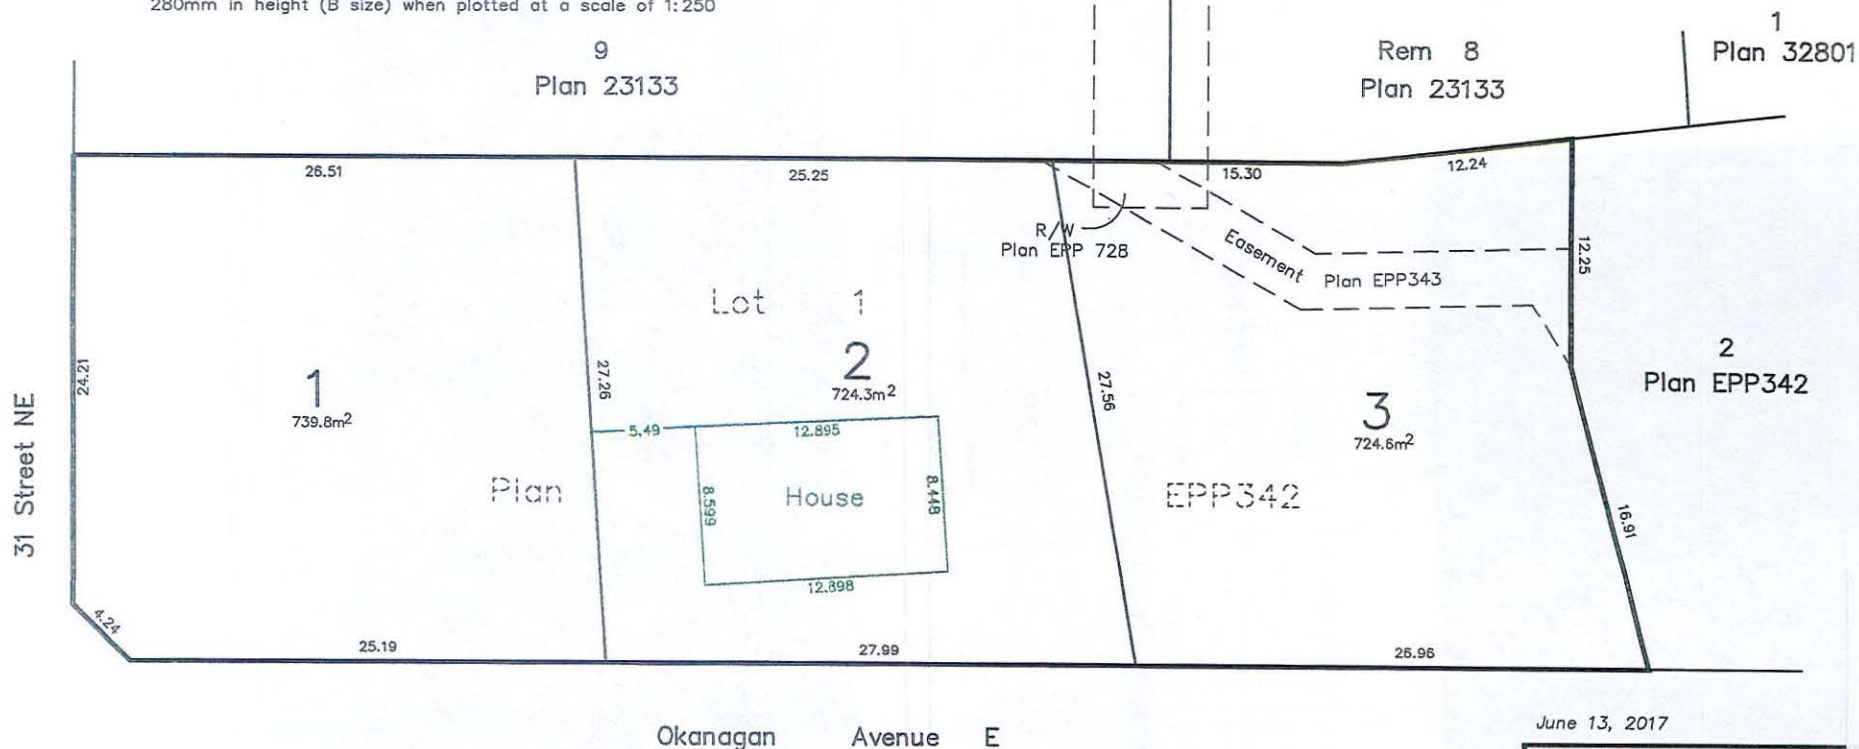 280mm in height (B size) when plotted at a scale of 1:250
9
Plan 23133
Rem 8
Plan 23133
1
Plan 32801
26.51
25.25
15.30
12.24
R/W
Plan EPP 728
Easement
Plan EPP343
12.25
Lot 1
24.21
27.26
27.56
1
739.8m²
2
724.3m²
3
724.6m²
2
Plan EPP342
5.49
12.895
8.599
House
8.448
12.898
Plan
EPP342
16.91
31 Street NE
4.24
25.19
27.99
26.96
Okanagan Avenue E
June 13, 2017